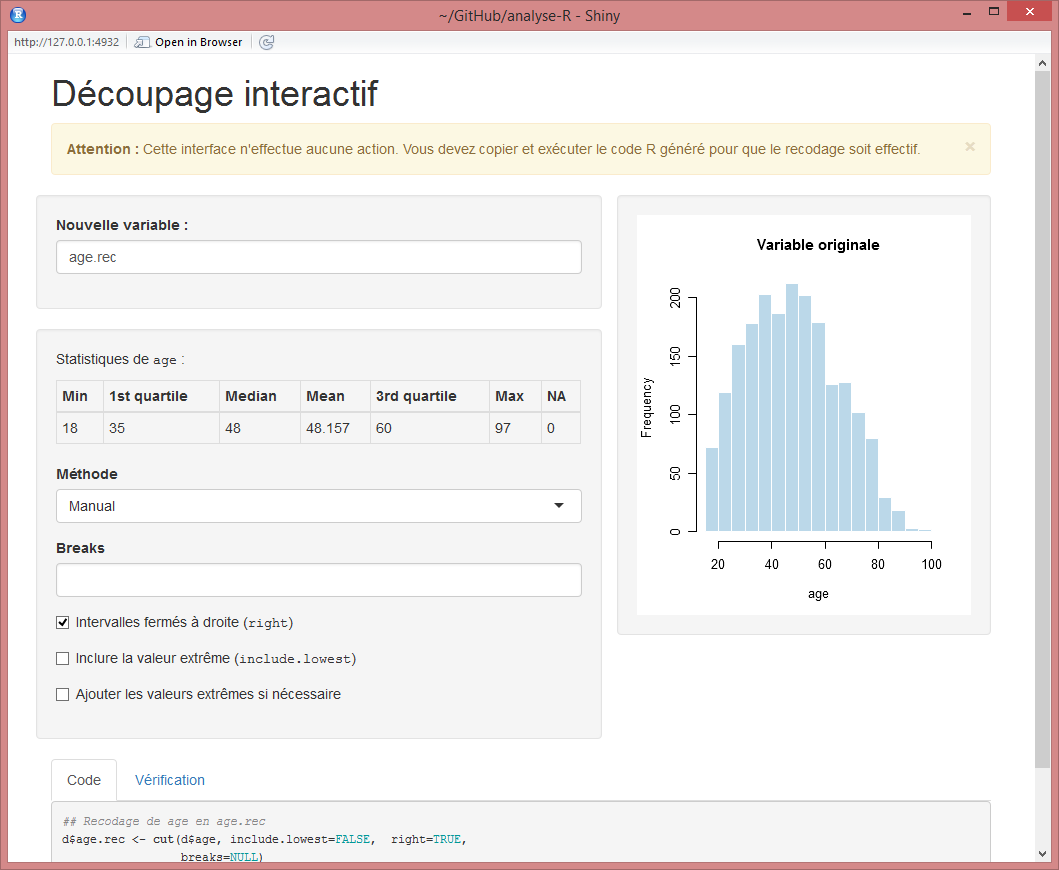 ~/GitHub/analyse-R - Shiny
http://127.0.0.1:4932 Open in Browser
Découpage interactif
Attention : Cette interface n'effectue aucune action. Vous devez copier et exécuter le code R généré pour que le recodage soit effectif. ×
Nouvelle variable :
age.rec
Statistiques de age :
Min 1st quartile Median Mean 3rd quartile Max NA
18 35 48 48.157 60 97 0
Méthode
Manual
Breaks
Intervalles fermés à droite (right)
Inclure la valeur extrême (include.lowest)
Ajouter les valeurs extrêmes si nécessaire
Variable originale
Frequency
200
150
100
50
0
20 40 60 80 100
age
Code Vérification
## Recodage de age en age.rec
d$age.rec <- cut(d$age, include.lowest=FALSE,  right=TRUE,
breaks=NULL)